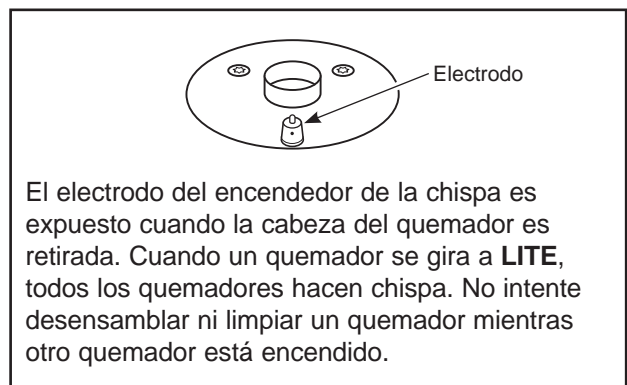 Electrodo
El electrodo del encendedor de la chispa es
expuesto cuando la cabeza del quemador es
retirada. Cuando un quemador se gira a LITE,
todos los quemadores hacen chispa. No intente
desensamblar ni limpiar un quemador mientras
otro quemador está encendido.